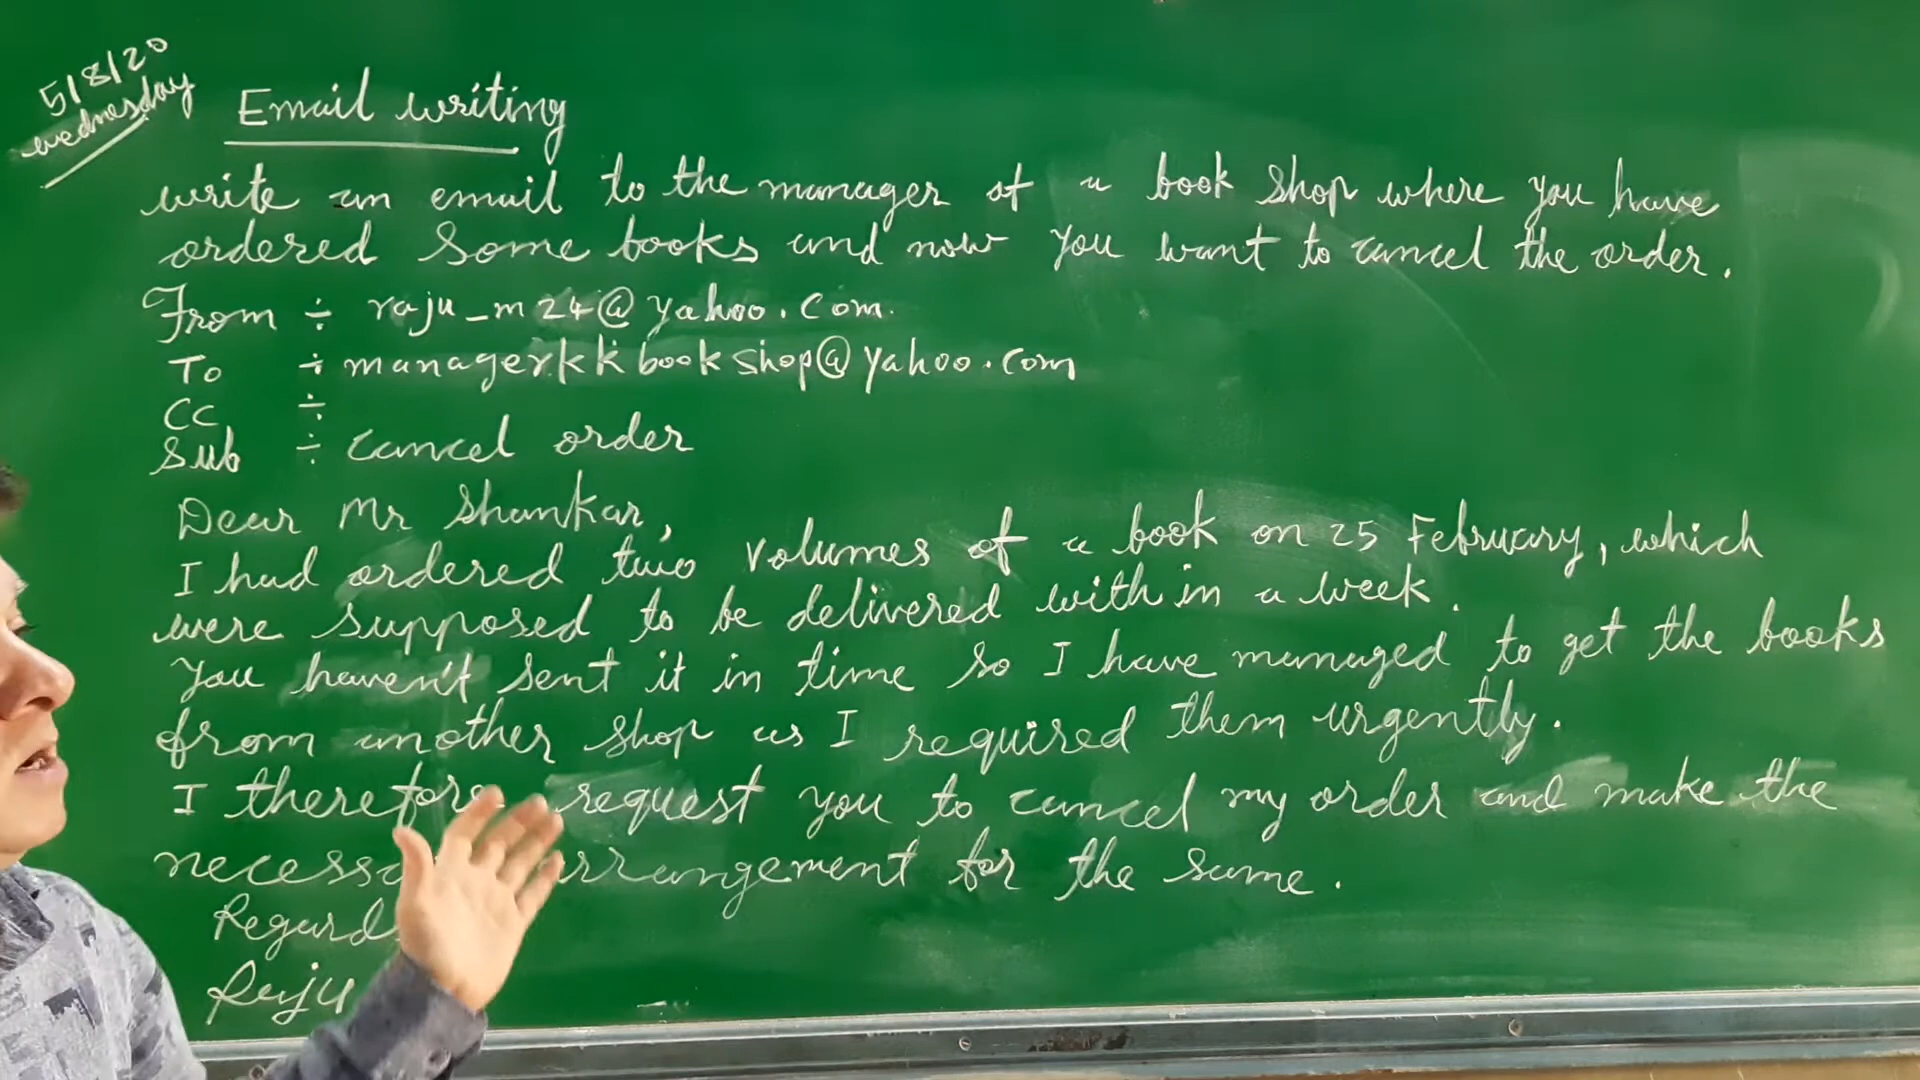 5/8/20
wednesday
Email writing
write an email to the manager of a book shop where you have
ordered some books and now you want to cancel the order.
From ÷ raju_m24@yahoo.com.
To ÷ managerkkbookshop@yahoo.com
CC ÷
Sub ÷ cancel order
Dear Mr Shankar,
I had ordered two volumes of a book on 25 February, which
were supposed to be delivered with in a week.
You haven't sent it in time so I have managed to get the books
from another shop as I required them urgently.
I therefore request you to cancel my order and make the
for the same.
Raju